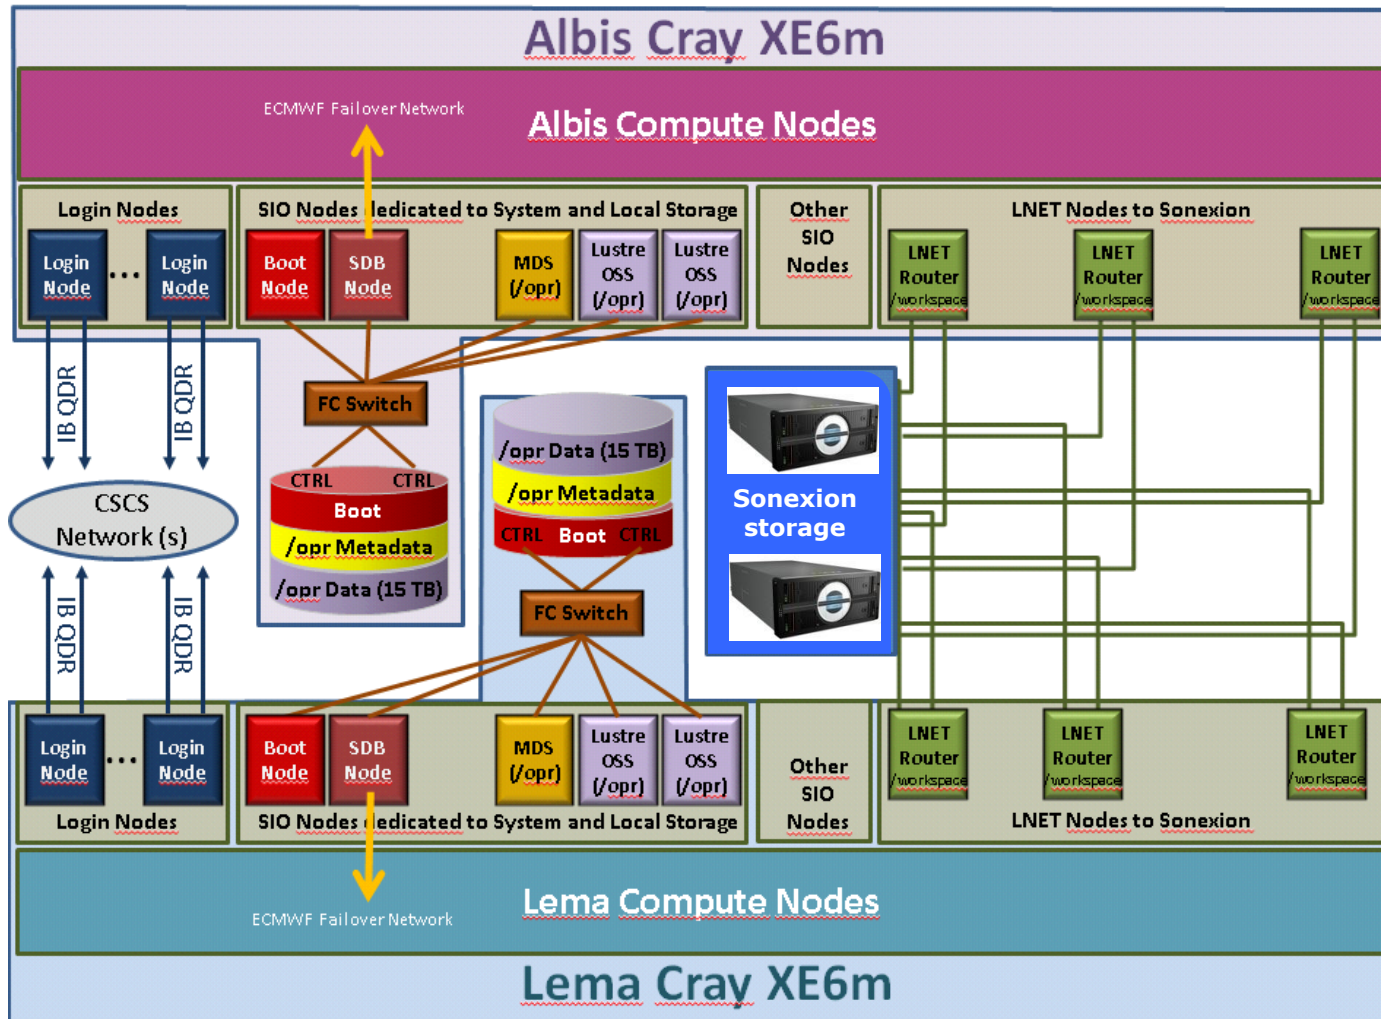 Albis Cray XE6m
ECMWF Failover Network
Albis Compute Nodes
Login Nodes
SIO Nodes dedicated to System and Local Storage
Other
SIO
Nodes
LNET Nodes to Sonexion
Login
Node
...
Login
Node
Boot
Node
SDB
Node
MDS
(/opr)
Lustre
OSS
(/opr)
Lustre
OSS
(/opr)
LNET
Router
/workspace
LNET
Router
/workspace
LNET
Router
/workspace
IB QDR
IB QDR
FC Switch
CTRL
CTRL
Boot
/opr Metadata
/opr Data (15 TB)
/opr Data (15 TB)
/opr Metadata
CTRL
Boot
CTRL
FC Switch
Sonexion
storage
CSCS
Network (s)
IB QDR
IB QDR
Login
Node
...
Login
Node
Boot
Node
SDB
Node
MDS
(/opr)
Lustre
OSS
(/opr)
Lustre
OSS
(/opr)
Other
SIO
Nodes
LNET
Router
/workspace
LNET
Router
/workspace
LNET
Router
/workspace
Login Nodes
SIO Nodes dedicated to System and Local Storage
LNET Nodes to Sonexion
Lema Compute Nodes
ECMWF Failover Network
Lema Cray XE6m